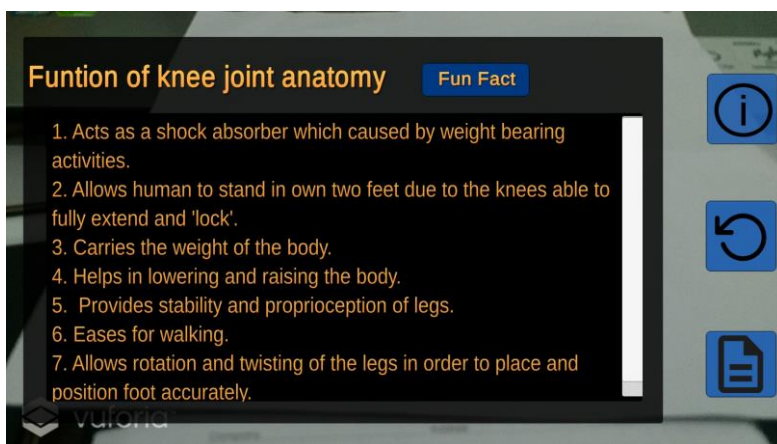 Funtion of knee joint anatomy
Fun Fact
1. Acts as a shock absorber which caused by weight bearing
activities.
2. Allows human to stand in own two feet due to the knees able to
fully extend and 'lock'.
3. Carries the weight of the body.
4. Helps in lowering and raising the body.
5. Provides stability and proprioception of legs.
6. Eases for walking.
7. Allows rotation and twisting of the legs in order to place and
position foot accurately.
vuforia